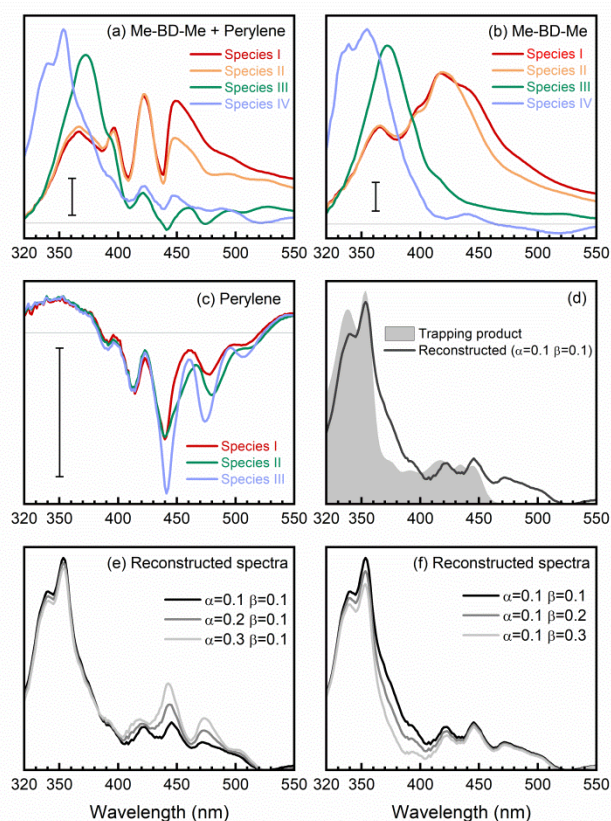 (a) Me-BD-Me + Perylene
Species I
Species II
Species III
Species IV
320 350 400 450 500 550
(b) Me-BD-Me
Species I
Species II
Species III
Species IV
320 350 400 450 500 550
(c) Perylene
Species I
Species II
Species III
320 350 400 450 500 550
(d)
Trapping product
Reconstructed (α=0.1 β=0.1)
320 350 400 450 500 550
(e) Reconstructed spectra
α=0.1 β=0.1
α=0.2 β=0.1
α=0.3 β=0.1
320 350 400 450 500 550
Wavelength (nm)
(f) Reconstructed spectra
α=0.1 β=0.1
α=0.1 β=0.2
α=0.1 β=0.3
320 350 400 450 500 550
Wavelength (nm)